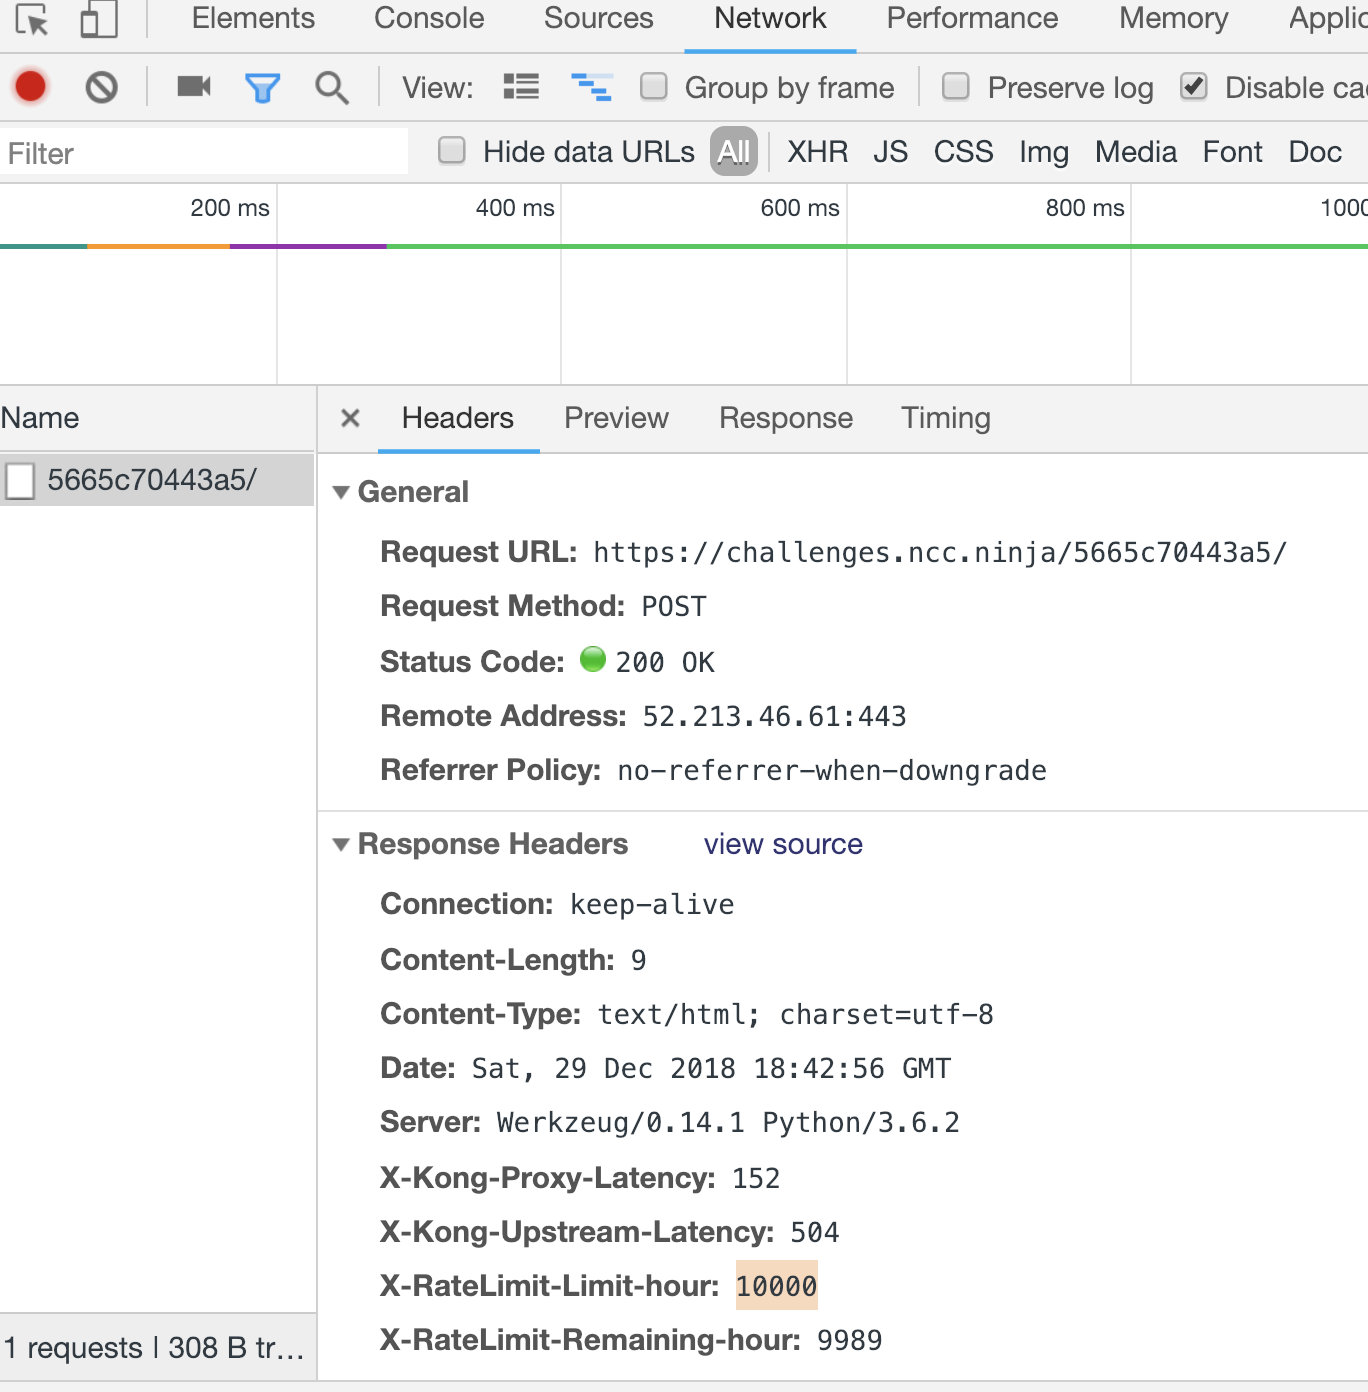 Elements Console Sources Network Performance Memory
View: Group by frame Preserve log Disable
Filter Hide data URLs All XHR JS CSS Img Media Font Doc
200 ms 400 ms 600 ms 800 ms 1000
Name
Headers Preview Response Timing
5665c70443a5/
General
Request URL: https://challenges.ncc.ninja/5665c70443a5/
Request Method: POST
Status Code: 200 OK
Remote Address: 52.213.46.61:443
Referrer Policy: no-referrer-when-downgrade
Response Headers view source
Connection: keep-alive
Content-Length: 9
Content-Type: text/html; charset=utf-8
Date: Sat, 29 Dec 2018 18:42:56 GMT
Server: Werkzeug/0.14.1 Python/3.6.2
X-Kong-Proxy-Latency: 152
X-Kong-Upstream-Latency: 504
X-RateLimit-Limit-hour: 10000
X-RateLimit-Remaining-hour: 9989
1 requests | 308 B tr…